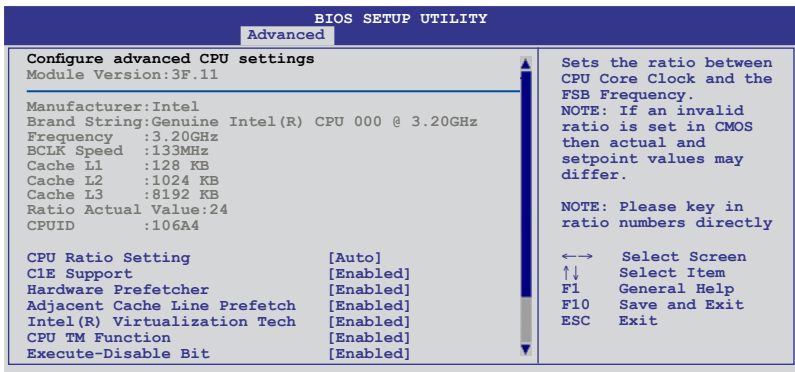 BIOS SETUP UTILITY
Advanced
Configure advanced CPU settings
Module Version:3F.11
Manufacturer:Intel
Brand String:Genuine Intel(R) CPU 000 @ 3.20GHz
Frequency :3.20GHz
BCLK Speed :133MHz
Cache L1 :128 KB
Cache L2 :1024 KB
Cache L3 :8192 KB
Ratio Actual Value:24
CPUID :106A4
CPU Ratio Setting [Auto]
C1E Support [Enabled]
Hardware Prefetcher [Enabled]
Adjacent Cache Line Prefetch [Enabled]
Intel(R) Virtualization Tech [Enabled]
CPU TM Function [Enabled]
Execute-Disable Bit [Enabled]
Sets the ratio between
CPU Core Clock and the
FSB Frequency.
NOTE: If an invalid
ratio is set in CMOS
then actual and
setpoint values may
differ.
NOTE: Please key in
ratio numbers directly
←→ Select Screen
↑↓ Select Item
F1 General Help
F10 Save and Exit
ESC Exit